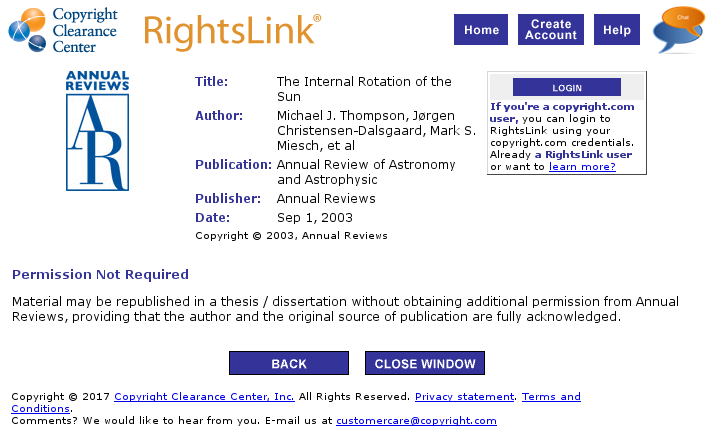 Copyright
Clearance
Center
RightsLink®
Home
Create
Account
Help
Chat
ANNUAL
REVIEWS
AR
Title: The Internal Rotation of the
Sun
Author: Michael J. Thompson, Jørgen
Christensen-Dalsgaard, Mark S.
Miesch, et al
Publication: Annual Review of Astronomy
and Astrophysic
Publisher: Annual Reviews
Date: Sep 1, 2003
Copyright © 2003, Annual Reviews
LOGIN
If you're a copyright.com
user, you can login to
RightsLink using your
copyright.com credentials.
Already a RightsLink user
or want to learn more?
Permission Not Required
Material may be republished in a thesis / dissertation without obtaining additional permission from Annual
Reviews, providing that the author and the original source of publication are fully acknowledged.
BACK
CLOSE WINDOW
Copyright © 2017 Copyright Clearance Center, Inc. All Rights Reserved. Privacy statement. Terms and
Conditions.
Comments? We would like to hear from you. E-mail us at customercare@copyright.com